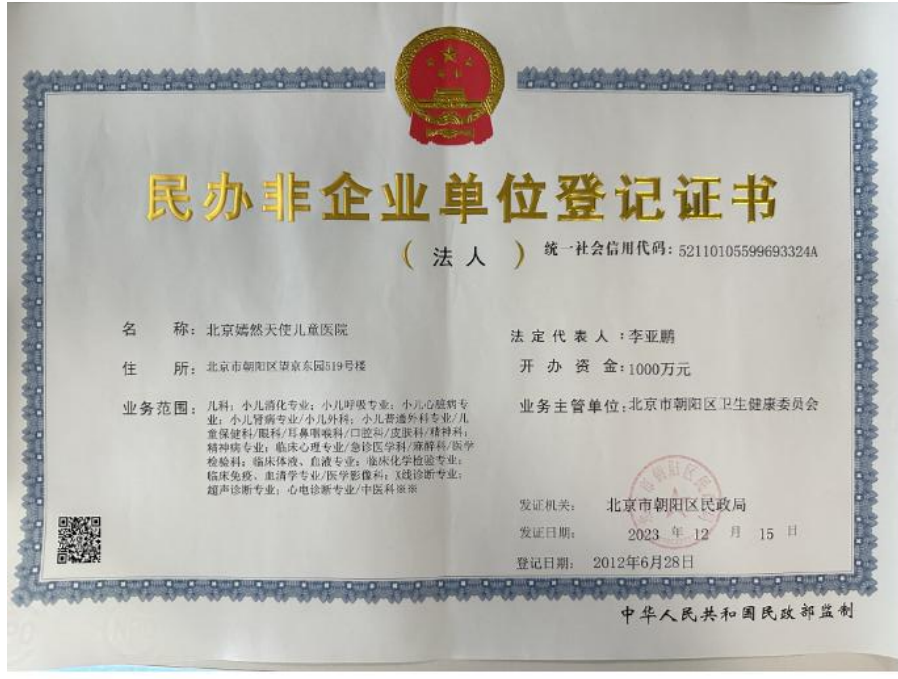 民办非企业单位登记证书
（法人）
统一社会信用代码：52110105599693324A
名称：北京嫣然天使儿童医院
住所：北京市朝阳区望京东园519号楼
业务范围：儿科；小儿消化专业；小儿呼吸专业；小儿心脏病专
业；小儿肾病专业/小儿外科；小儿普通外科专业/儿
童保健科/眼科/耳鼻咽喉科/口腔科/皮肤科/精神科；
精神病专业；临床心理专业/急诊医学科/麻醉科/医学
检验科；临床体液、血液专业；临床化学检验专业；
临床免疫、血清学专业/医学影像科；X线诊断专业；
超声诊断专业；心电诊断专业/中医科※※
法定代表人：李亚鹏
开办资金：1000万元
业务主管单位：北京市朝阳区卫生健康委员会
发证机关：北京市朝阳区民政局
发证日期：2023年12月15日
登记日期：2012年6月28日
中华人民共和国民政部监制